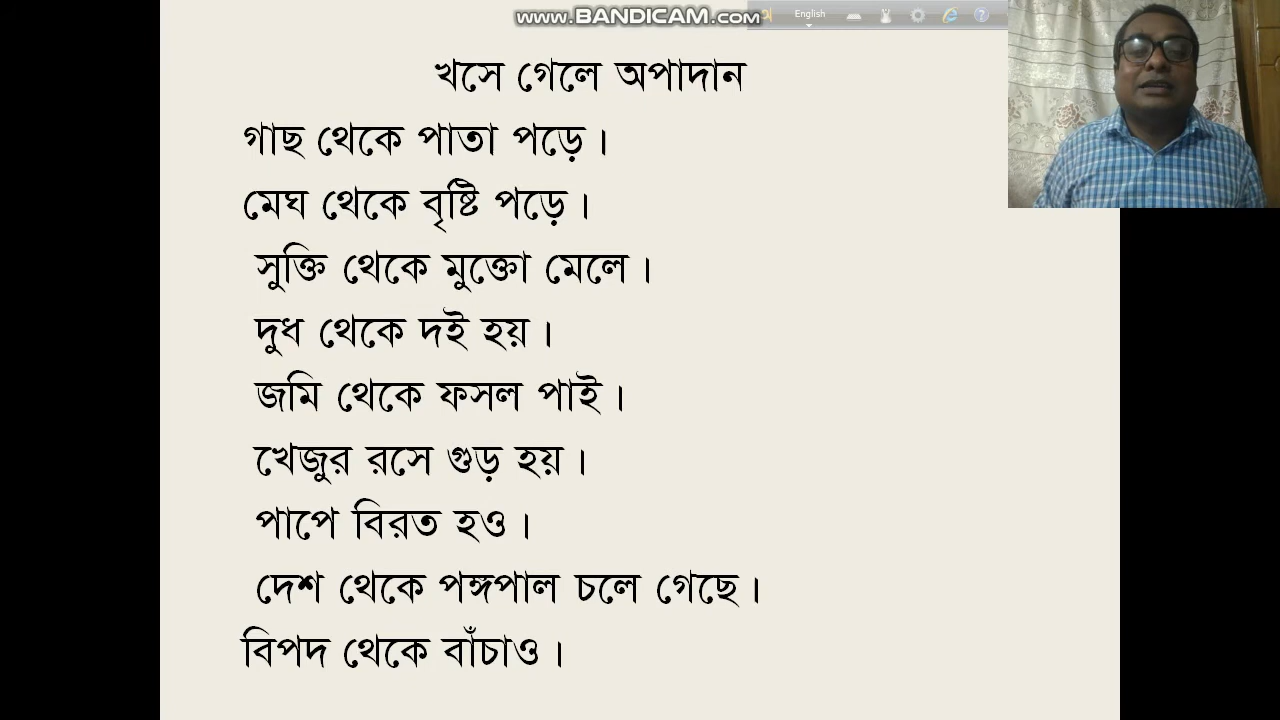 www.BANDICAM.com
English
খসে গেলে অপাদান
গাছ থেকে পাতা পড়ে।
মেঘ থেকে বৃষ্টি পড়ে।
সুক্তি থেকে মুক্তো মেলে।
দুধ থেকে দই হয়।
জমি থেকে ফসল পাই।
খেজুর রসে গুড় হয়।
পাপে বিরত হও।
দেশ থেকে পঙ্গপাল চলে গেছে।
বিপদ থেকে বাঁচাও।